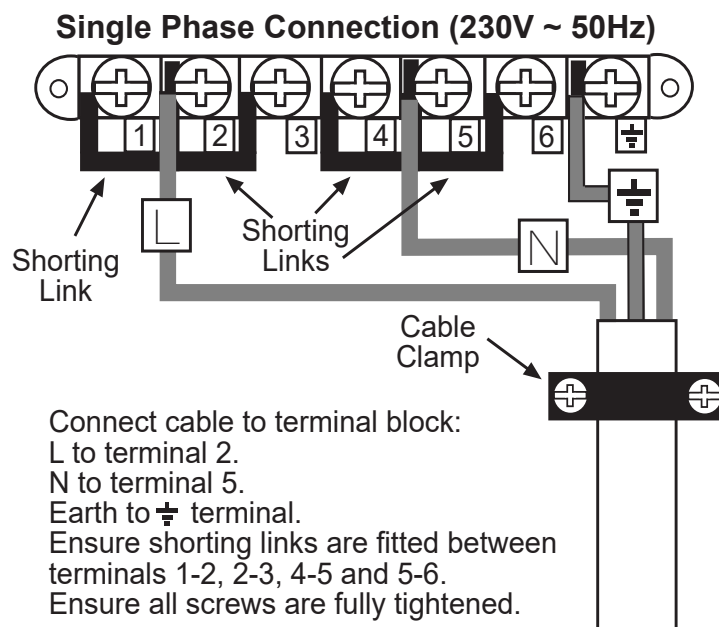 Single Phase Connection (230V ~ 50Hz)
1 2 3 4 5 6 ⏚
L
N
⏚
Shorting
Link
Shorting
Links
Cable
Clamp
Connect cable to terminal block:
L to terminal 2.
N to terminal 5.
Earth to ⏚ terminal.
Ensure shorting links are fitted between
terminals 1-2, 2-3, 4-5 and 5-6.
Ensure all screws are fully tightened.